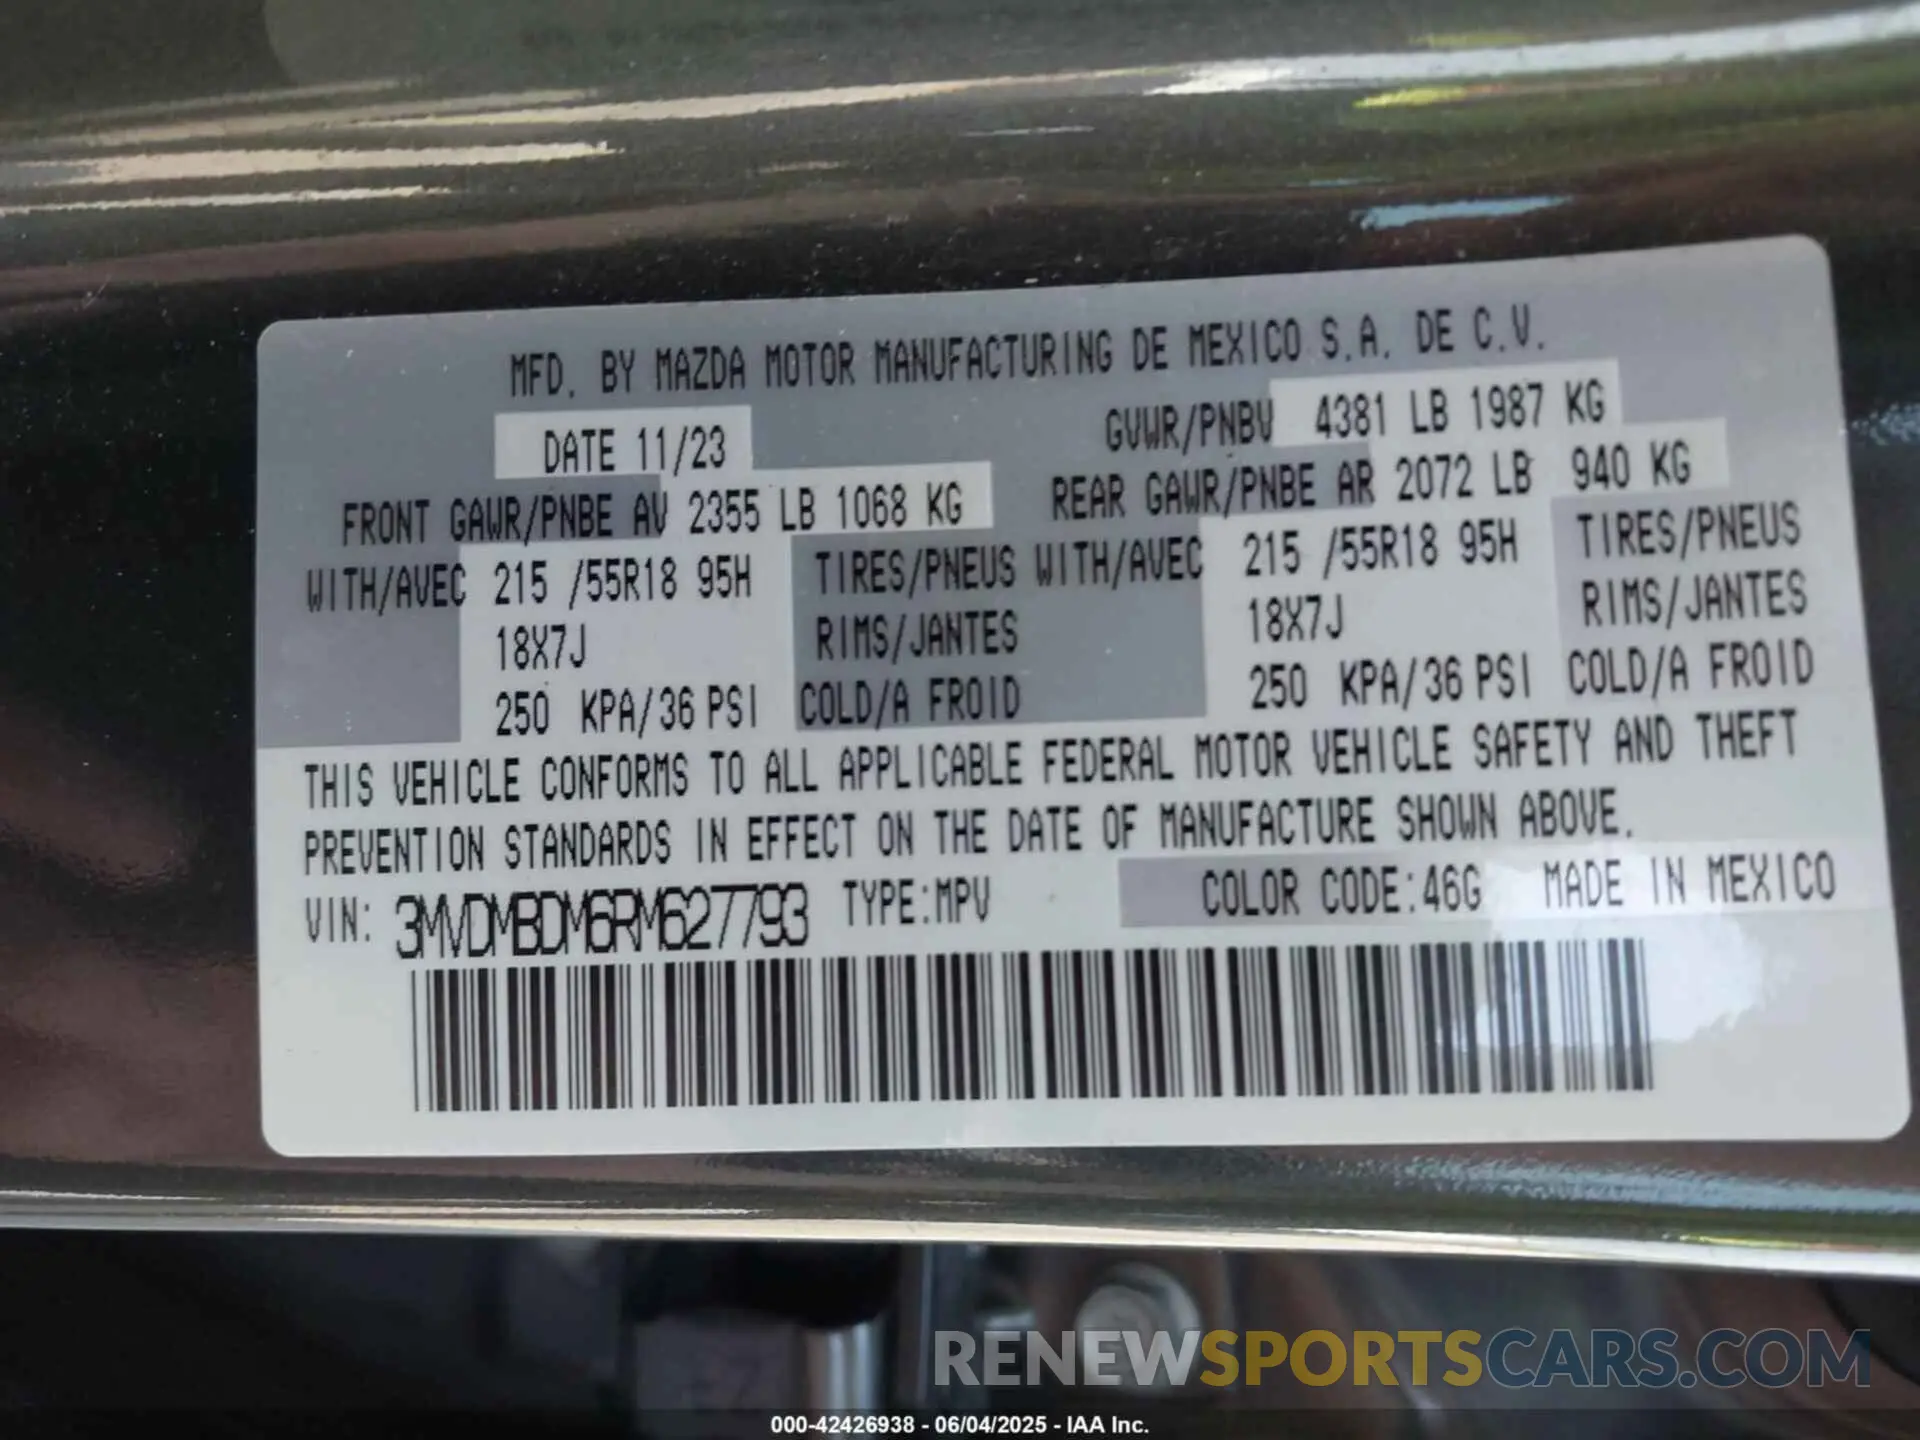 MFD. BY MAZDA MOTOR MANUFACTURING DE MEXICO S.A. DE C.V.
DATE 11/23 GVWR/PNBV 4381 LB 1987 KG
FRONT GAWR/PNBE AV 2355 LB 1068 KG REAR GAWR/PNBE AR 2072 LB 940 KG
WITH/AVEC 215 /55R18 95H TIRES/PNEUS WITH/AVEC 215 /55R18 95H TIRES/PNEUS
18X7J RIMS/JANTES 18X7J RIMS/JANTES
250 KPA/36 PSI COLD/A FROID 250 KPA/36 PSI COLD/A FROID
THIS VEHICLE CONFORMS TO ALL APPLICABLE FEDERAL MOTOR VEHICLE SAFETY AND THEFT
PREVENTION STANDARDS IN EFFECT ON THE DATE OF MANUFACTURE SHOWN ABOVE.
VIN: 3MVDMBDM6RM627793 TYPE:MPV COLOR CODE:46G MADE IN MEXICO
RENEWSPORTSCARS.COM
000-42426938 - 06/04/2025 - IAA Inc.